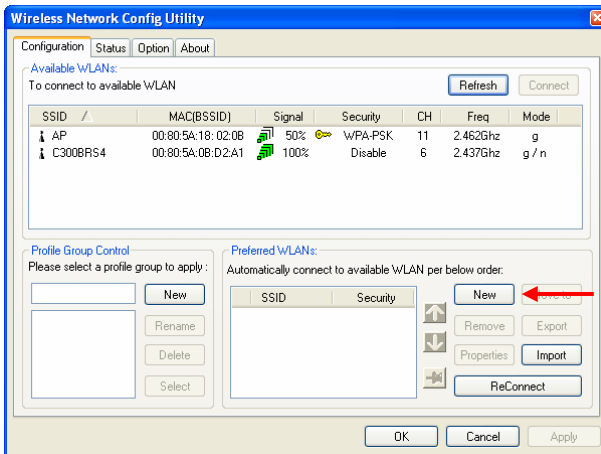 Wireless Network Config Utility
Configuration Status Option About
Available WLANs:
To connect to available WLAN
Refresh Connect
SSID MAC(BSSID) Signal Security CH Freq Mode
AP 00:80:5A:18:02:0B 50% WPA-PSK 11 2.462Ghz g
C300BRS4 00:80:5A:0B:D2:A1 100% Disable 6 2.437Ghz g / n
Profile Group Control
Please select a profile group to apply :
New
Rename
Delete
Select
Preferred WLANs:
Automatically connect to available WLAN per below order:
SSID Security
New
Remove Export
Properties Import
ReConnect
OK Cancel Apply